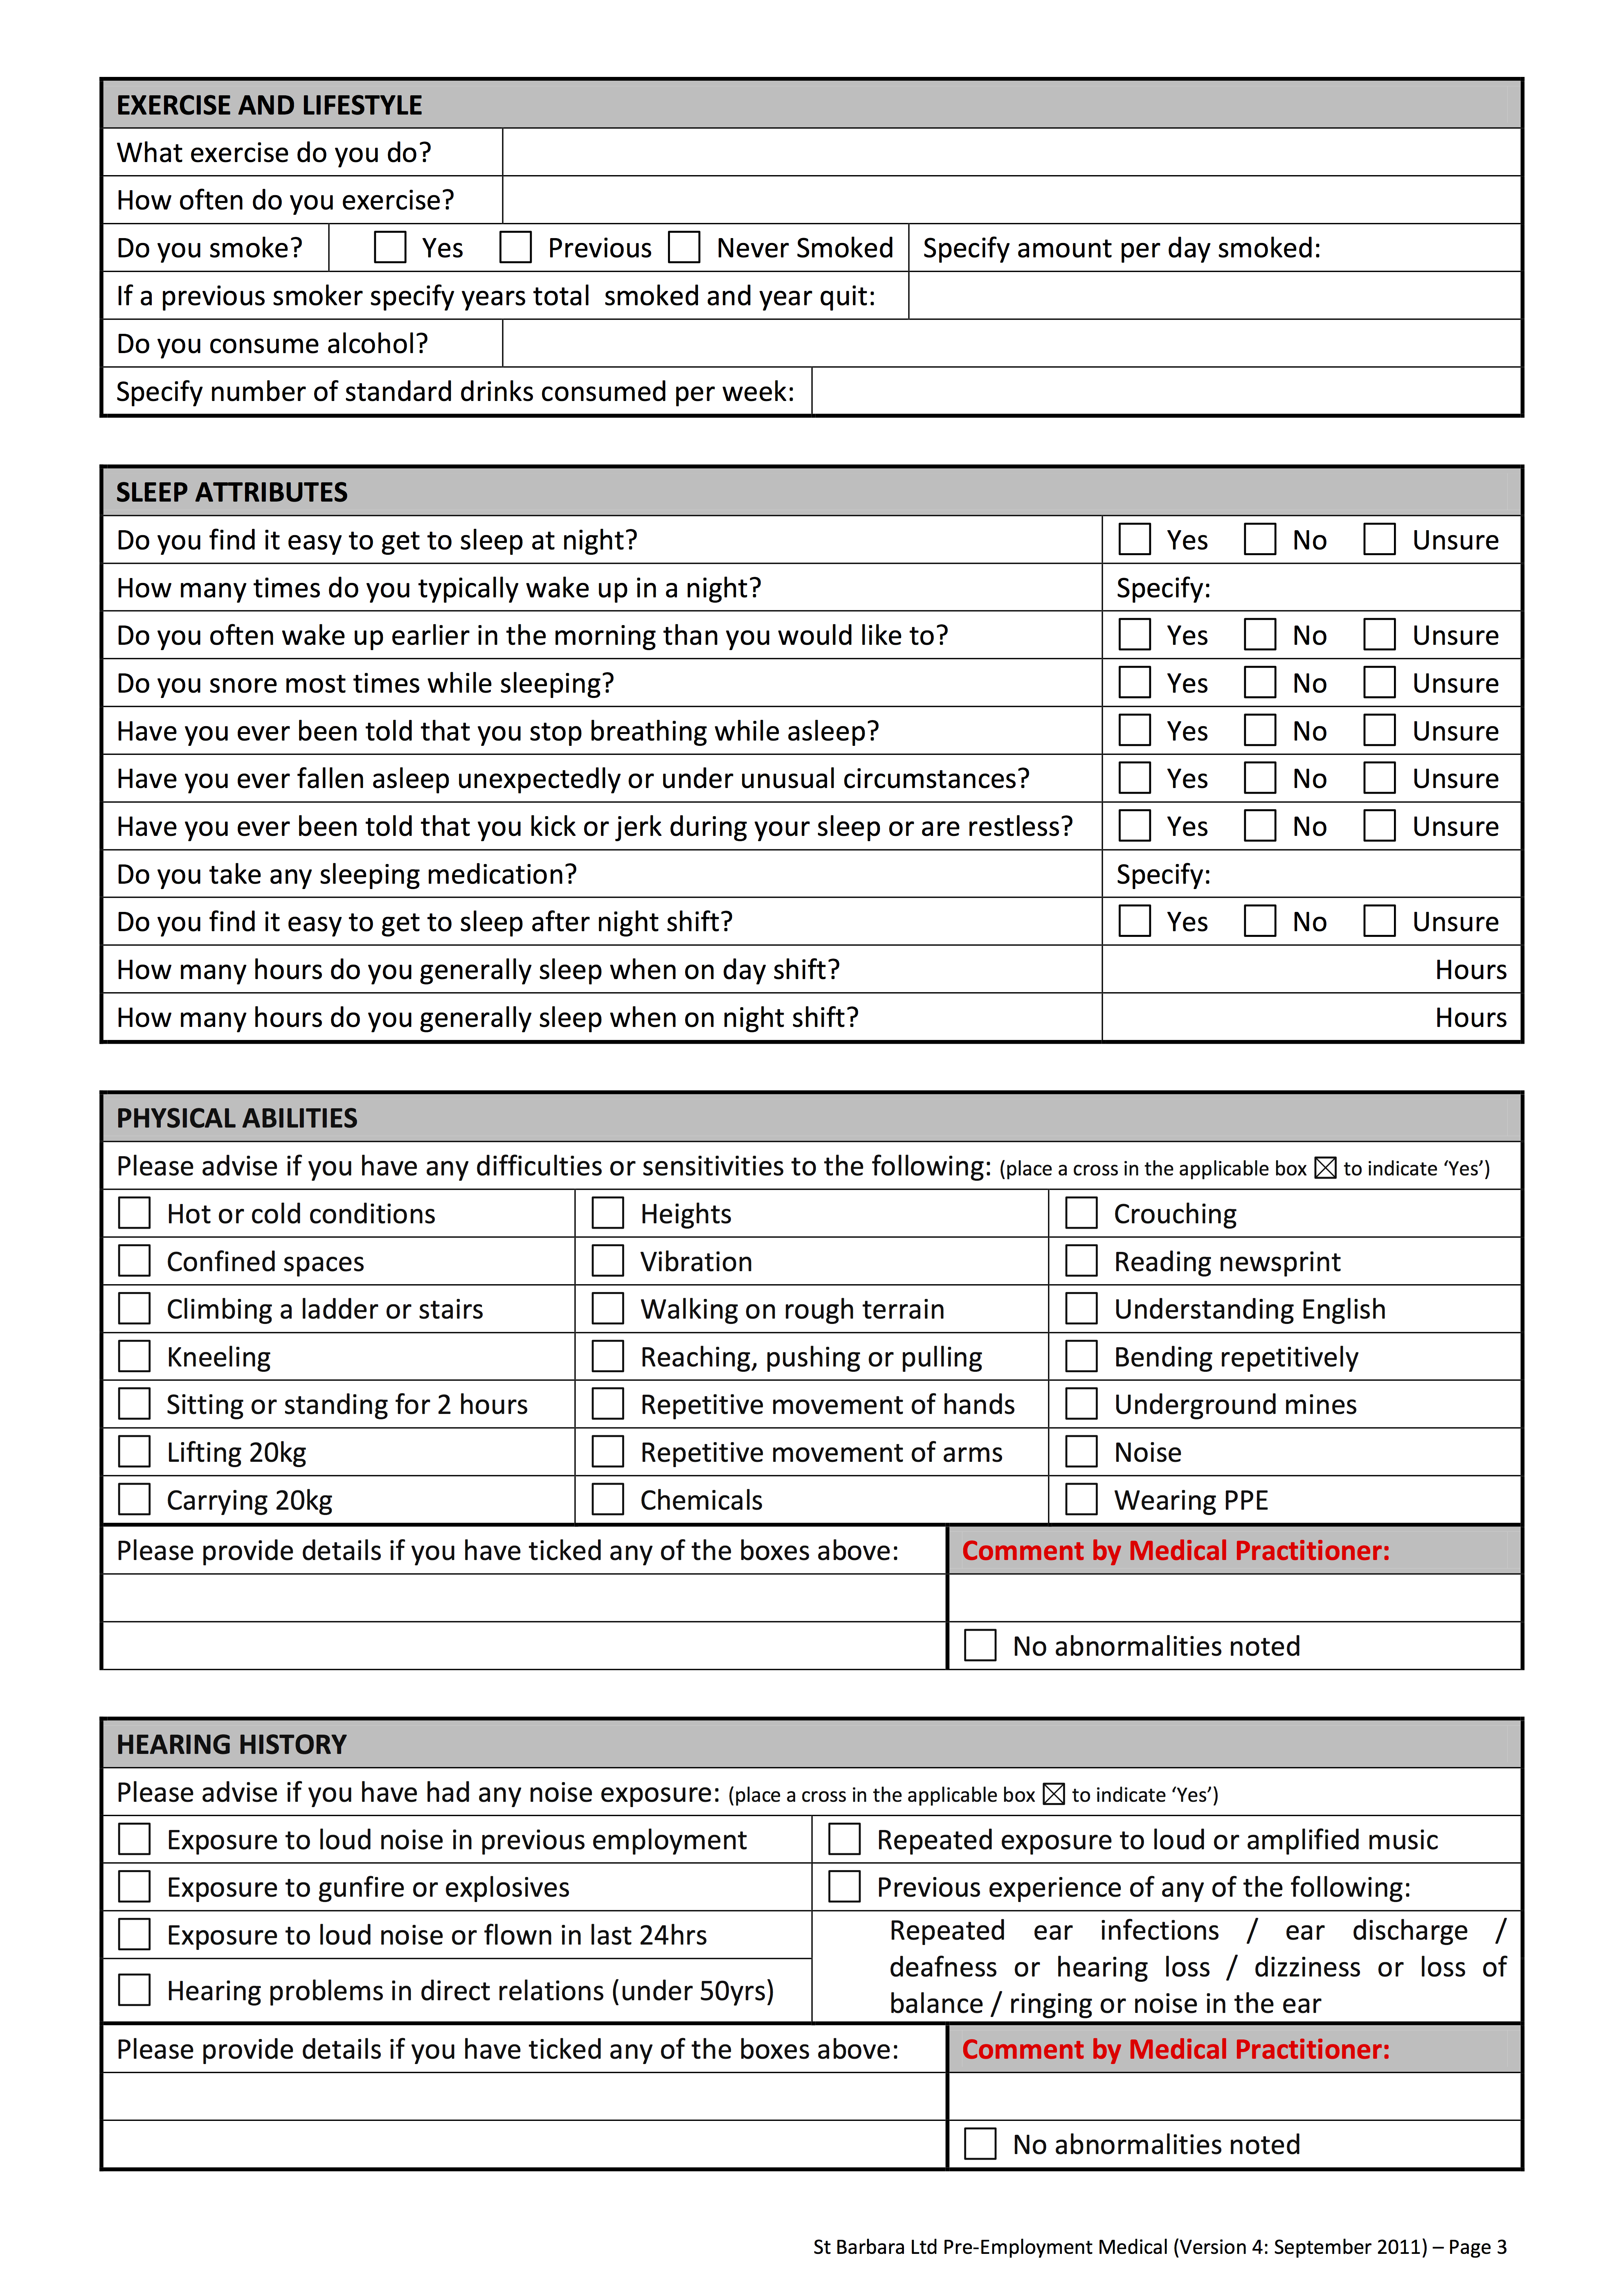 EXERCISE AND LIFESTYLE
What exercise do you do?
How often do you exercise?
Do you smoke? Yes Previous Never Smoked Specify amount per day smoked:
If a previous smoker specify years total smoked and year quit:
Do you consume alcohol?
Specify number of standard drinks consumed per week:
SLEEP ATTRIBUTES
Do you find it easy to get to sleep at night? Yes No Unsure
How many times do you typically wake up in a night? Specify:
Do you often wake up earlier in the morning than you would like to? Yes No Unsure
Do you snore most times while sleeping? Yes No Unsure
Have you ever been told that you stop breathing while asleep? Yes No Unsure
Have you ever fallen asleep unexpectedly or under unusual circumstances? Yes No Unsure
Have you ever been told that you kick or jerk during your sleep or are restless? Yes No Unsure
Do you take any sleeping medication? Specify:
Do you find it easy to get to sleep after night shift? Yes No Unsure
How many hours do you generally sleep when on day shift? Hours
How many hours do you generally sleep when on night shift? Hours
PHYSICAL ABILITIES
Please advise if you have any difficulties or sensitivities to the following: (place a cross in the applicable box ☒ to indicate ‘Yes’)
Hot or cold conditions Heights Crouching
Confined spaces Vibration Reading newsprint
Climbing a ladder or stairs Walking on rough terrain Understanding English
Kneeling Reaching, pushing or pulling Bending repetitively
Sitting or standing for 2 hours Repetitive movement of hands Underground mines
Lifting 20kg Repetitive movement of arms Noise
Carrying 20kg Chemicals Wearing PPE
Please provide details if you have ticked any of the boxes above: Comment by Medical Practitioner:
No abnormalities noted
HEARING HISTORY
Please advise if you have had any noise exposure: (place a cross in the applicable box ☒ to indicate ‘Yes’)
Exposure to loud noise in previous employment Repeated exposure to loud or amplified music
Exposure to gunfire or explosives Previous experience of any of the following:
Exposure to loud noise or flown in last 24hrs Repeated ear infections / ear discharge /
deafness or hearing loss / dizziness or loss of
Hearing problems in direct relations (under 50yrs) balance / ringing or noise in the ear
Please provide details if you have ticked any of the boxes above: Comment by Medical Practitioner:
No abnormalities noted
St Barbara Ltd Pre-Employment Medical (Version 4: September 2011) – Page 3